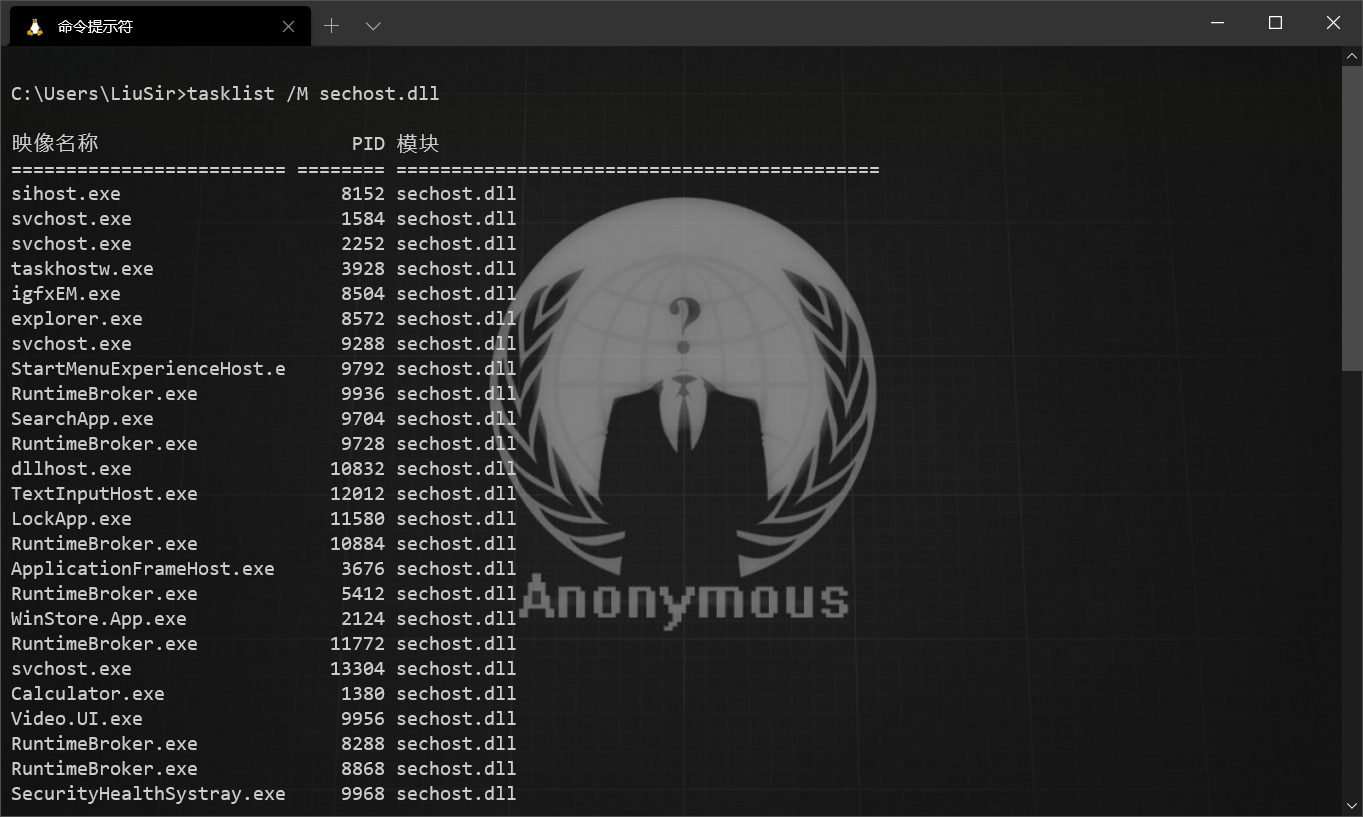 命令提示符
C:\Users\LiuSir>tasklist /M sechost.dll
映像名称                       PID 模块
========================= ======== ============================================
sihost.exe                    8152 sechost.dll
svchost.exe                   1584 sechost.dll
svchost.exe                   2252 sechost.dll
taskhostw.exe                 3928 sechost.dll
igfxEM.exe                    8504 sechost.dll
explorer.exe                  8572 sechost.dll
svchost.exe                   9288 sechost.dll
StartMenuExperienceHost.e     9792 sechost.dll
RuntimeBroker.exe             9936 sechost.dll
SearchApp.exe                 9704 sechost.dll
RuntimeBroker.exe             9728 sechost.dll
dllhost.exe                  10832 sechost.dll
TextInputHost.exe            12012 sechost.dll
LockApp.exe                  11580 sechost.dll
RuntimeBroker.exe            10884 sechost.dll
ApplicationFrameHost.exe      3676 sechost.dll
RuntimeBroker.exe             5412 sechost.dll
WinStore.App.exe              2124 sechost.dll
RuntimeBroker.exe            11772 sechost.dll
svchost.exe                  13304 sechost.dll
Calculator.exe                1380 sechost.dll
Video.UI.exe                  9956 sechost.dll
RuntimeBroker.exe             8288 sechost.dll
RuntimeBroker.exe             8868 sechost.dll
SecurityHealthSystray.exe     9968 sechost.dll
?
Anonymous